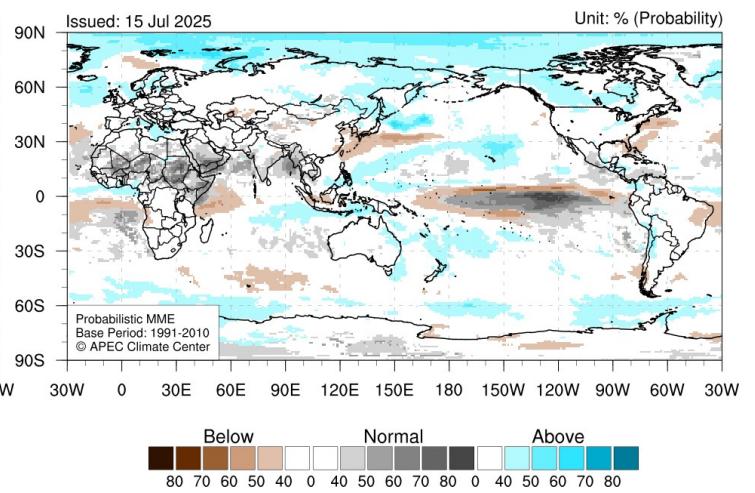 Issued: 15 Jul 2025
Unit: % (Probability)
90N
60N
30N
0
30S
60S
90S
Probabilistic MME
Base Period: 1991-2010
© APEC Climate Center
W 30W 0 30E 60E 90E 120E 150E 180 150W 120W 90W 60W 30W
Below Normal Above
80 70 60 50 40 0 40 50 60 70 80 0 40 50 60 70 80